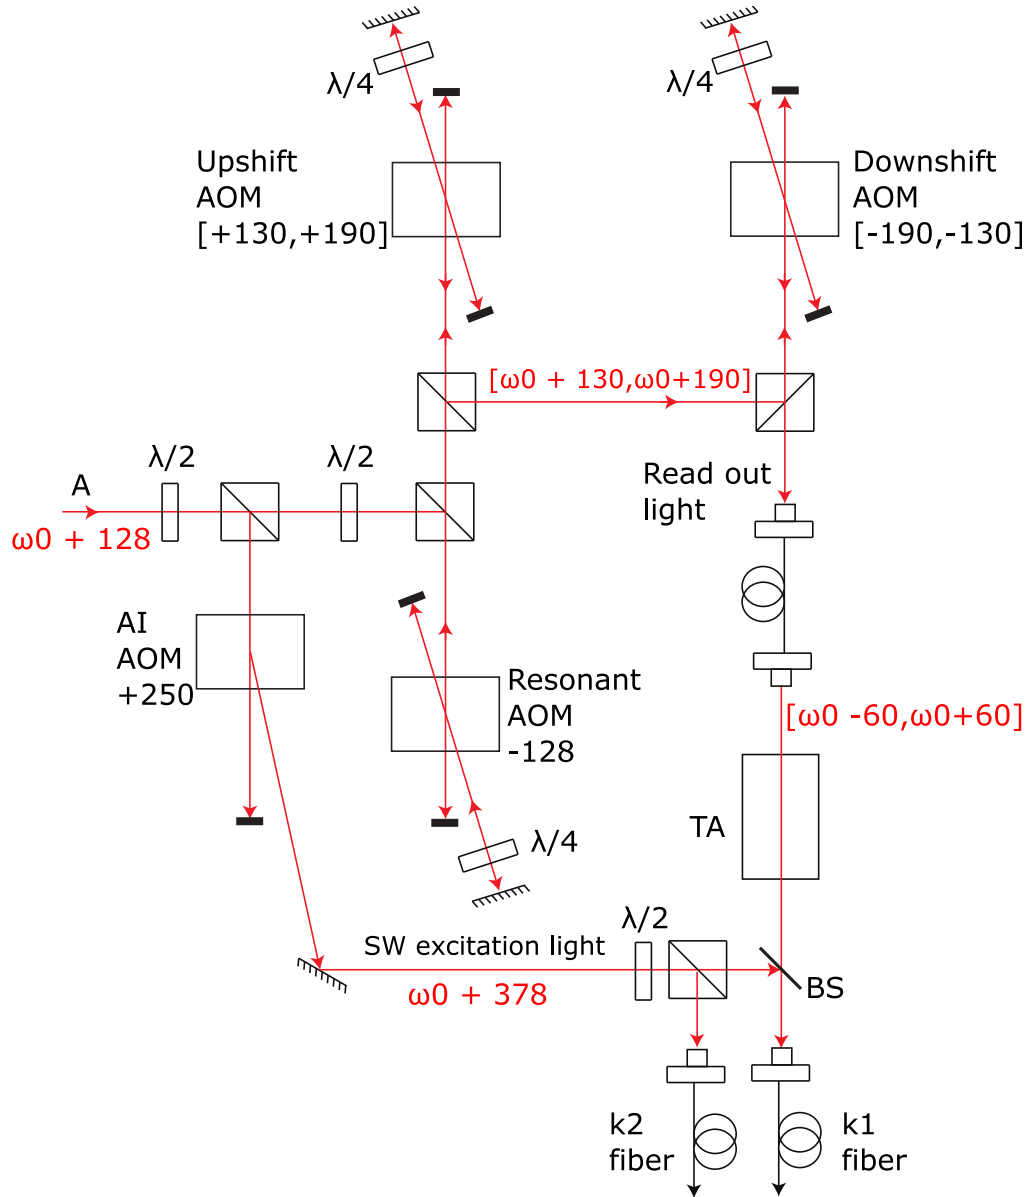 λ/4
λ/4
Upshift
AOM
[+130,+190]
Downshift
AOM
[-190,-130]
[ω0 + 130,ω0+190]
λ/2
λ/2
A
ω0 + 128
Read out
light
AI
AOM
+250
Resonant
AOM
-128
[ω0 -60,ω0+60]
TA
λ/4
λ/2
SW excitation light
ω0 + 378
BS
k2
fiber
k1
fiber